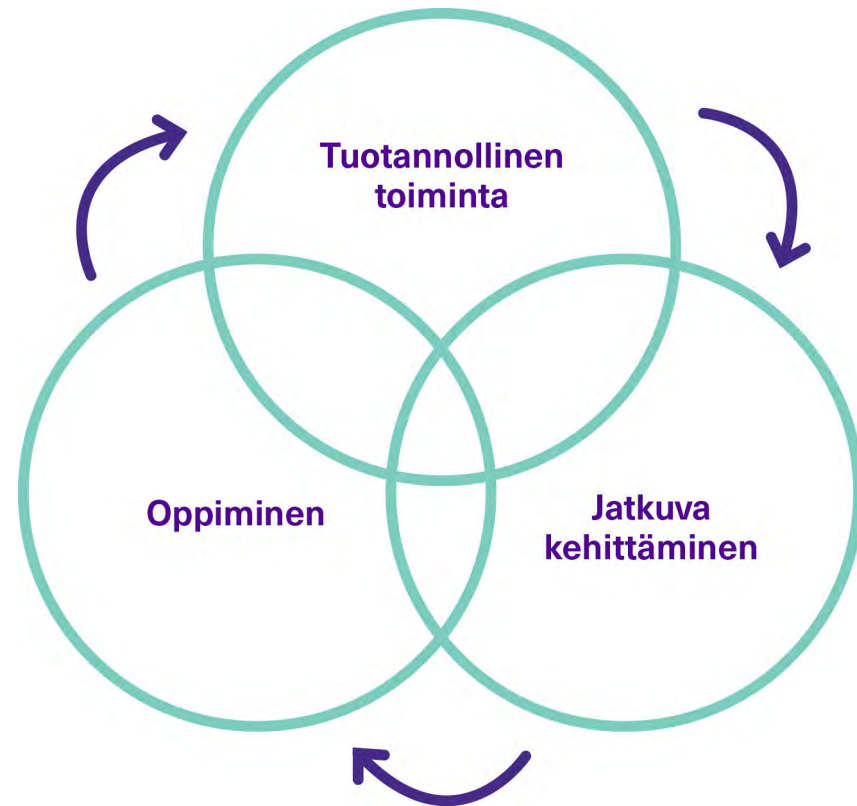 Tuotannollinen
toiminta
Oppiminen
Jatkuva
kehittäminen